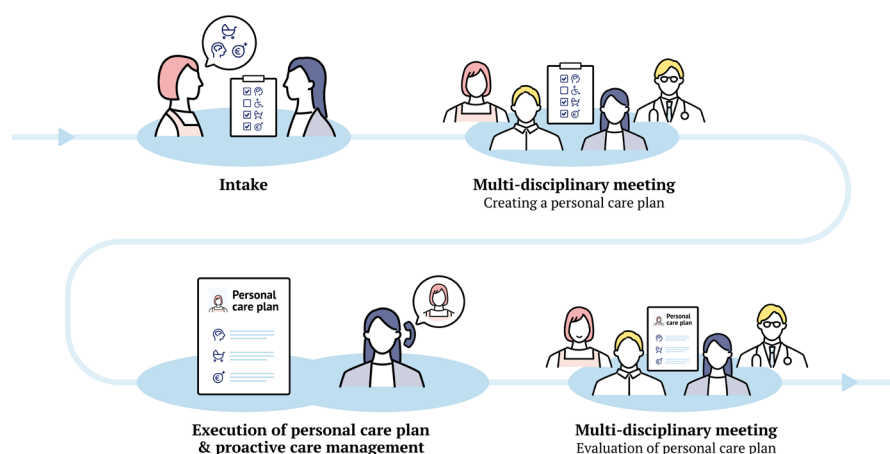 Intake
Multi-disciplinary meeting
Creating a personal care plan
Personal
care plan
Personal
care plan
Execution of personal care plan
& proactive care management
Multi-disciplinary meeting
Evaluation of personal care plan